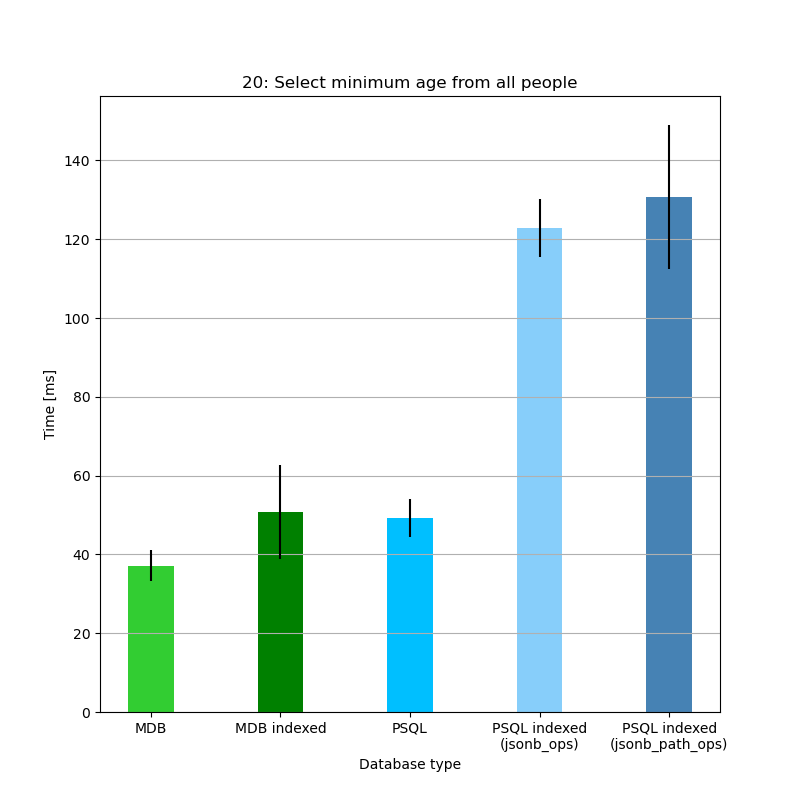 20: Select minimum age from all people
Time [ms]
140
120
100
80
60
40
20
0
MDB
MDB indexed
PSQL
PSQL indexed
(jsonb_ops)
PSQL indexed
(jsonb_path_ops)
Database type